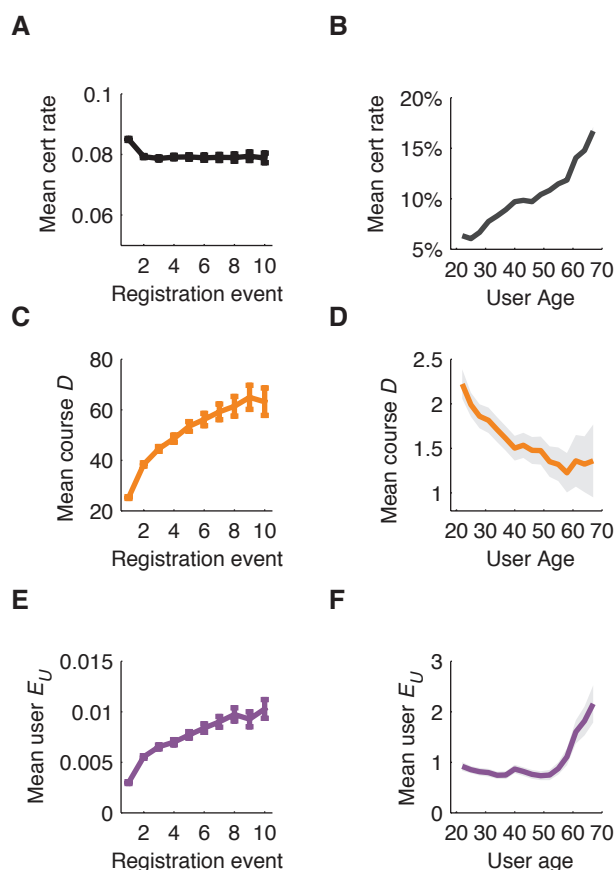 A
Mean cert rate
0.1
0.08
0.06
2 4 6 8 10
Registration event
B
Mean cert rate
20%
15%
10%
5%
20 30 40 50 60 70
User Age
C
Mean course D
80
60
40
20
2 4 6 8 10
Registration event
D
Mean course D
2.5
2
1.5
1
20 30 40 50 60 70
User Age
E
Mean user E_U
0.015
0.01
0.005
0
2 4 6 8 10
Registration event
F
Mean user E_U
3
2
1
0
20 30 40 50 60 70
User age